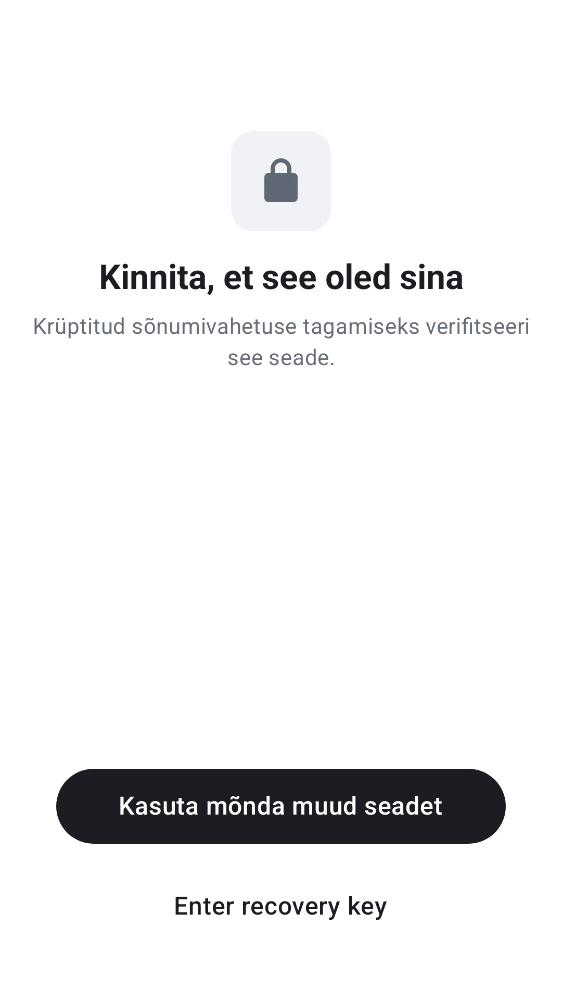 Kinnita, et see oled sina
Krüptitud sõnumivahetuse tagamiseks verifitseeri
see seade.
Kasuta mõnda muud seadet
Enter recovery key